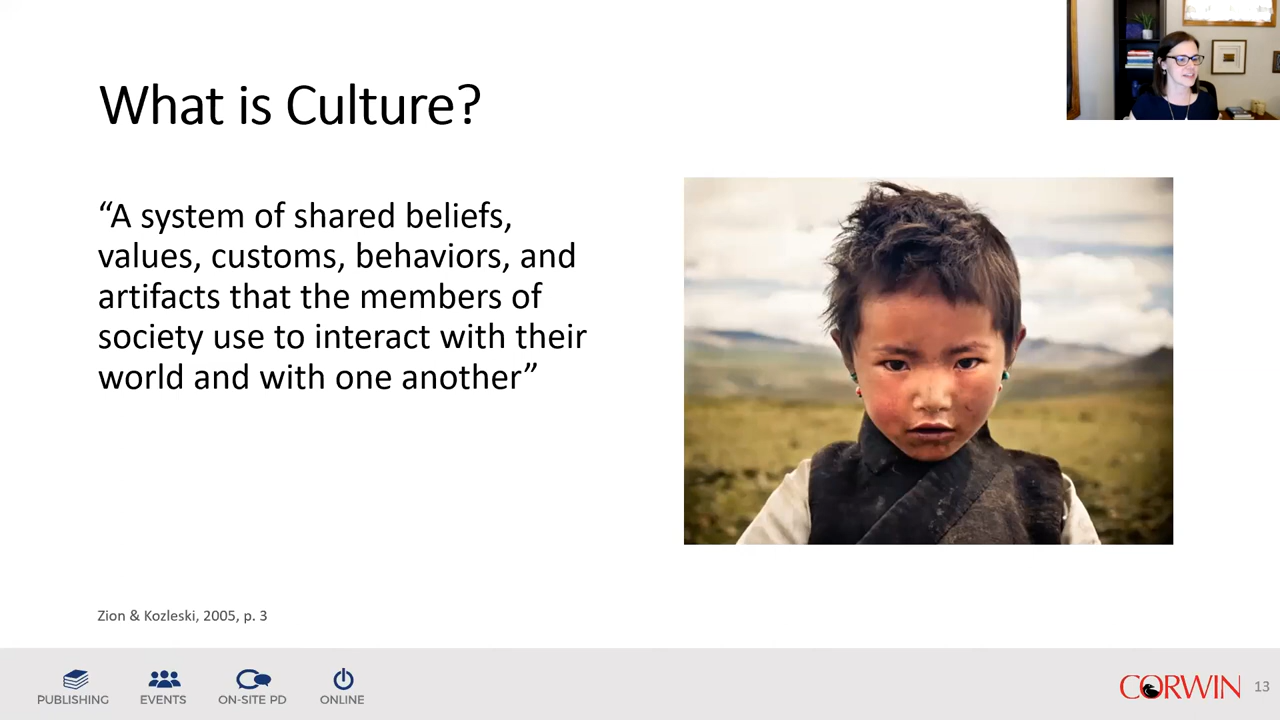 What is Culture?
“A system of shared beliefs,
values, customs, behaviors, and
artifacts that the members of
society use to interact with their
world and with one another”
Zion & Kozleski, 2005, p. 3
PUBLISHING
EVENTS
ON-SITE PD
ONLINE
CORWIN
13